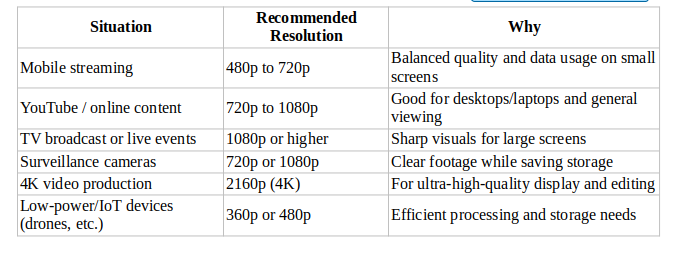 Situation
Recommended
Resolution
Why
Mobile streaming
480p to 720p
Balanced quality and data usage on small
screens
YouTube / online content
720p to 1080p
Good for desktops/laptops and general
viewing
TV broadcast or live events
1080p or higher
Sharp visuals for large screens
Surveillance cameras
720p or 1080p
Clear footage while saving storage
4K video production
2160p (4K)
For ultra-high-quality display and editing
Low-power/IoT devices
(drones, etc.)
360p or 480p
Efficient processing and storage needs